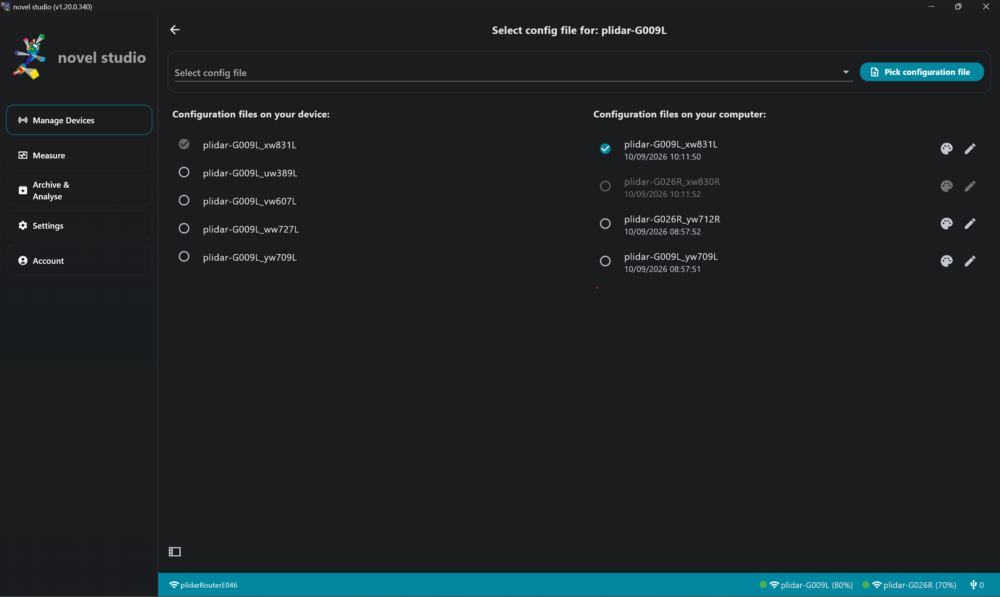 novel studio (v1.20.0.340)
novel studio
Manage Devices
Measure
Archive &
Analyse
Settings
Account
Select config file for: plidar-G009L
Select config file
Pick configuration file
Configuration files on your device:
plidar-G009L_xw831L
plidar-G009L_uw389L
plidar-G009L_vw607L
plidar-G009L_ww727L
plidar-G009L_yw709L
Configuration files on your computer:
plidar-G009L_xw831L
10/09/2026 10:11:50
plidar-G026R_xw830R
10/09/2026 10:11:52
plidar-G026R_yw712R
10/09/2026 08:57:52
plidar-G009L_yw709L
10/09/2026 08:57:51
plidarRouterE046
plidar-G009L (80%)
plidar-G026R (70%)
0